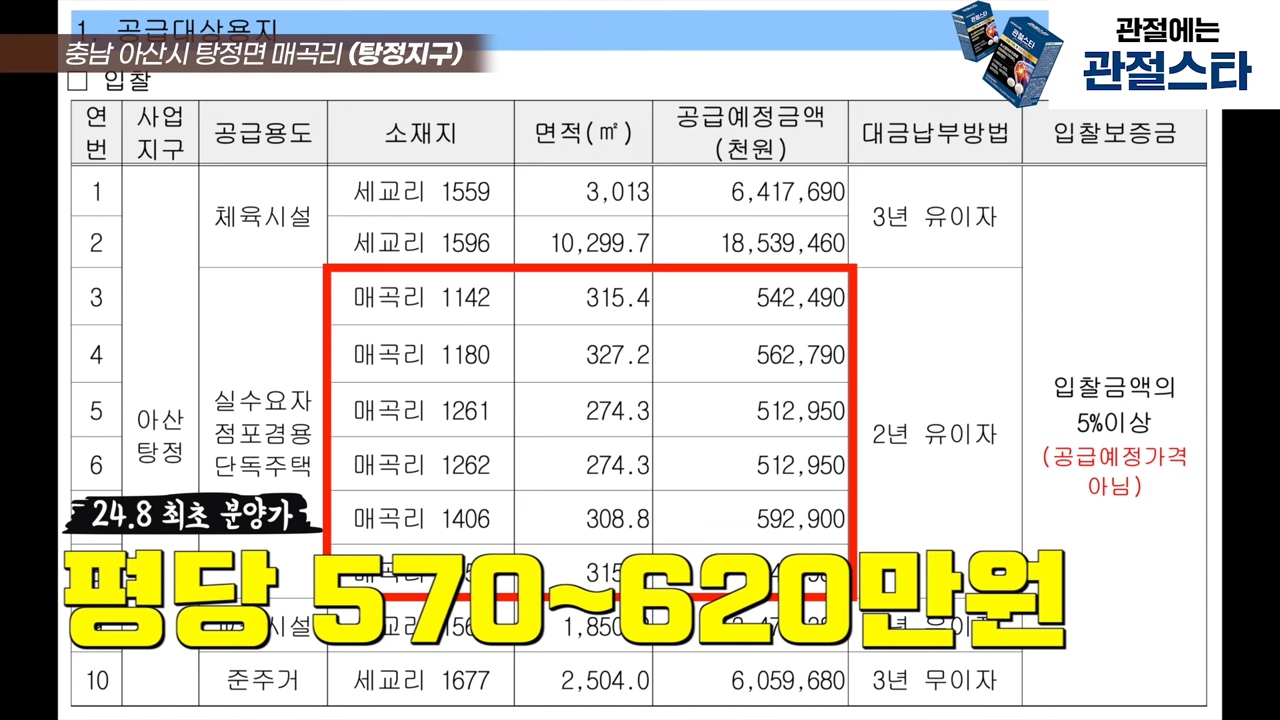 1. 공급대상용지
충남 아산시 탕정면 매곡리 (탕정지구)
관절에는
관절스타
관절스타
□ 입찰
연번 사업지구 공급용도 소재지 면적(㎡) 공급예정금액(천원) 대금납부방법 입찰보증금
1 체육시설 세교리 1559 3,013 6,417,690 3년 유이자
2 세교리 1596 10,299.7 18,539,460
3 매곡리 1142 315.4 542,490
4 매곡리 1180 327.2 562,790
5 아산탕정 실수요자 점포겸용 단독주택 매곡리 1261 274.3 512,950 2년 유이자 입찰금액의 5%이상 (공급예정가격 아님)
6 매곡리 1262 274.3 512,950
매곡리 1406 308.8 592,900
24.8 최초 분양가
평당 570~620만원
10 준주거 세교리 1677 2,504.0 6,059,680 3년 무이자